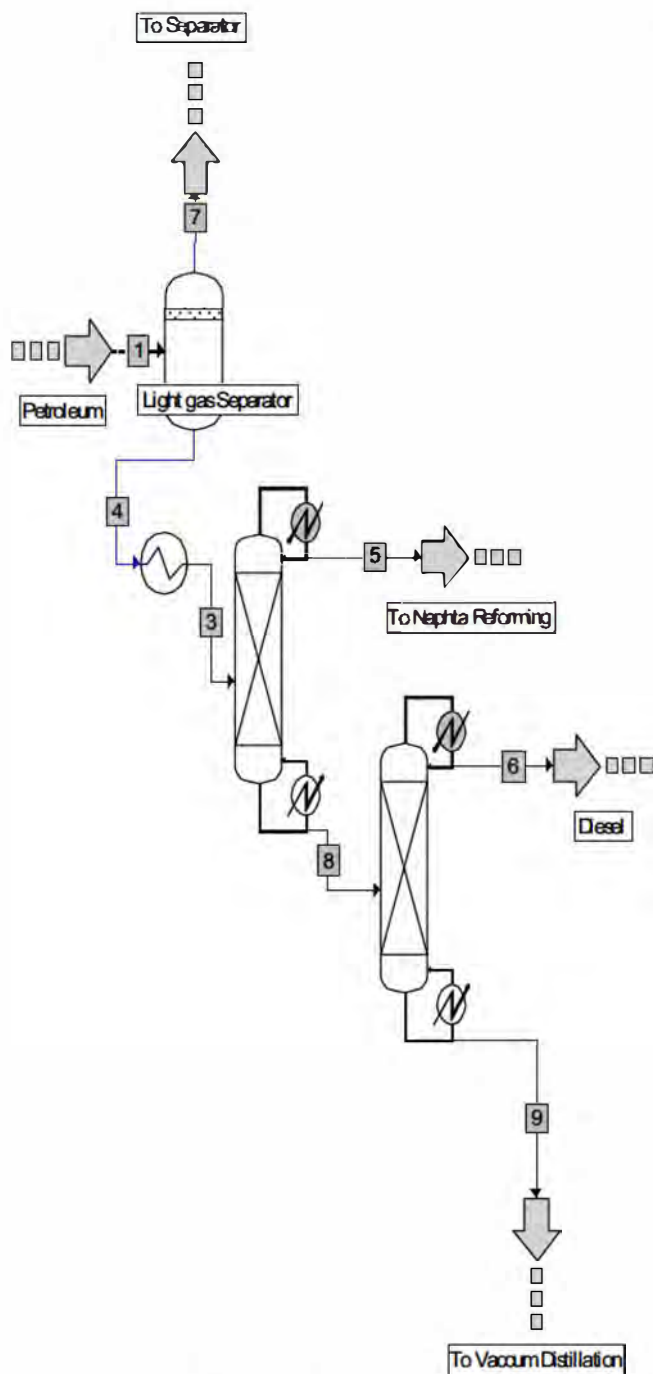 To Separator
7
1
Petroleum
Light gas Separator
4
5
3
To Naphta Reforming
6
Diesel
8
9
To Vaccum Distillation